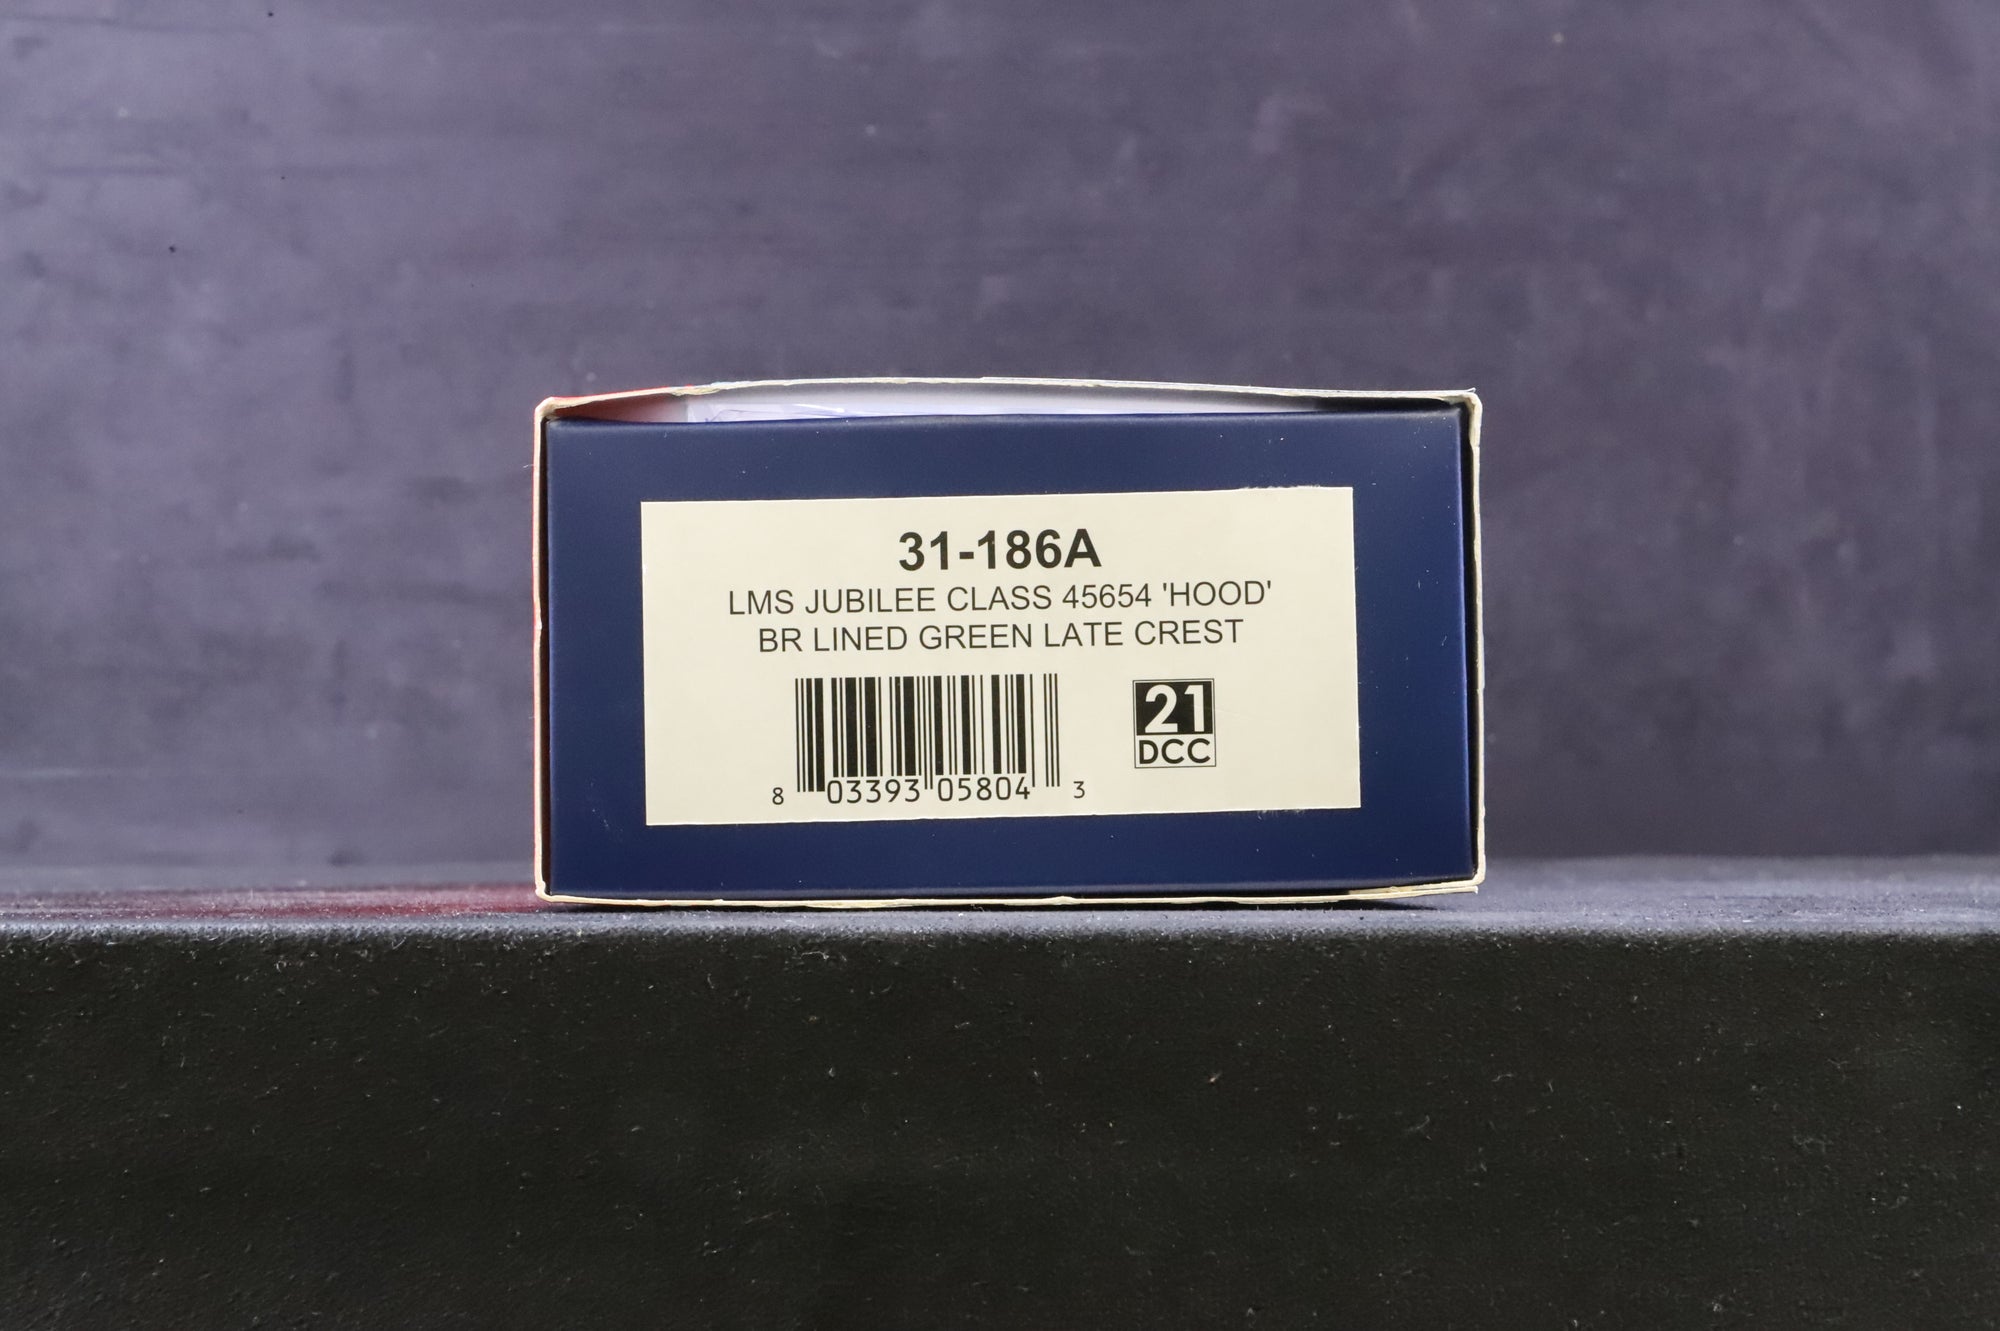 31-186A
LMS JUBILEE CLASS 45654 'HOOD'
BR LINED GREEN LATE CREST
21
DCC
8 03393 05804 3